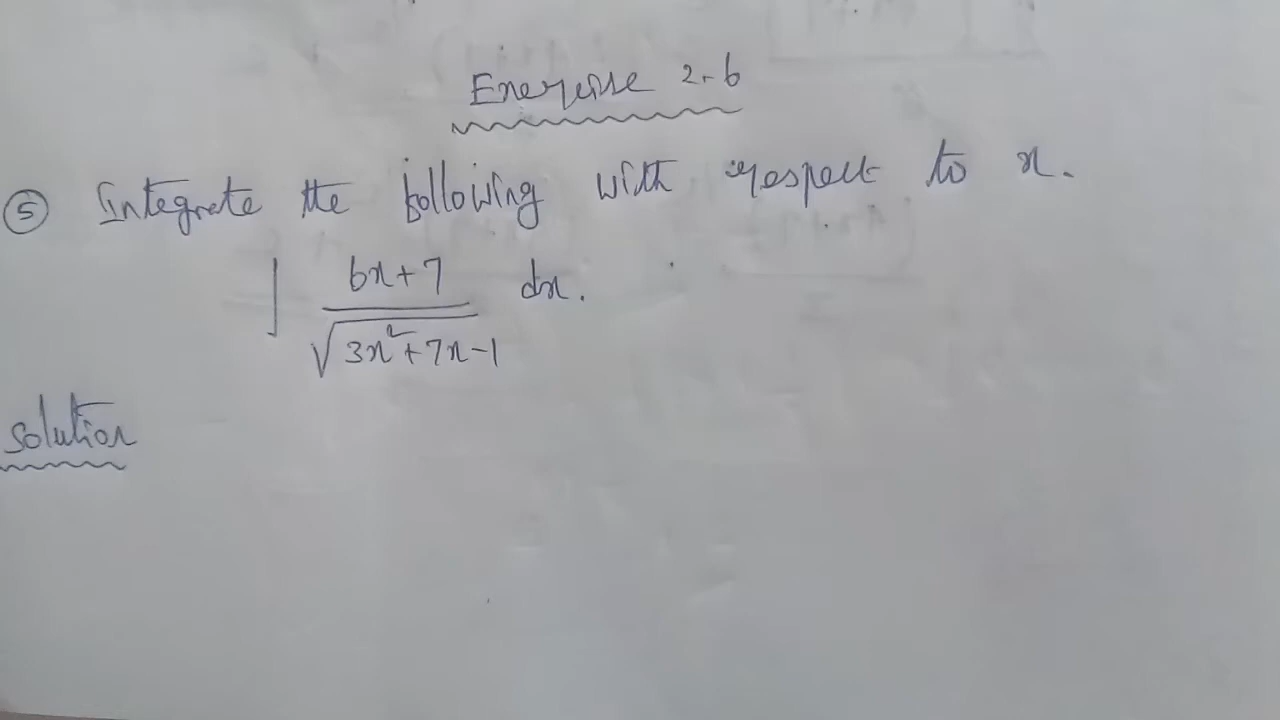 Exercise 2.6
⑤ Integrate the following with respect to x.
∫ 6x+7 dx.
√3x²+7x-1
Solution